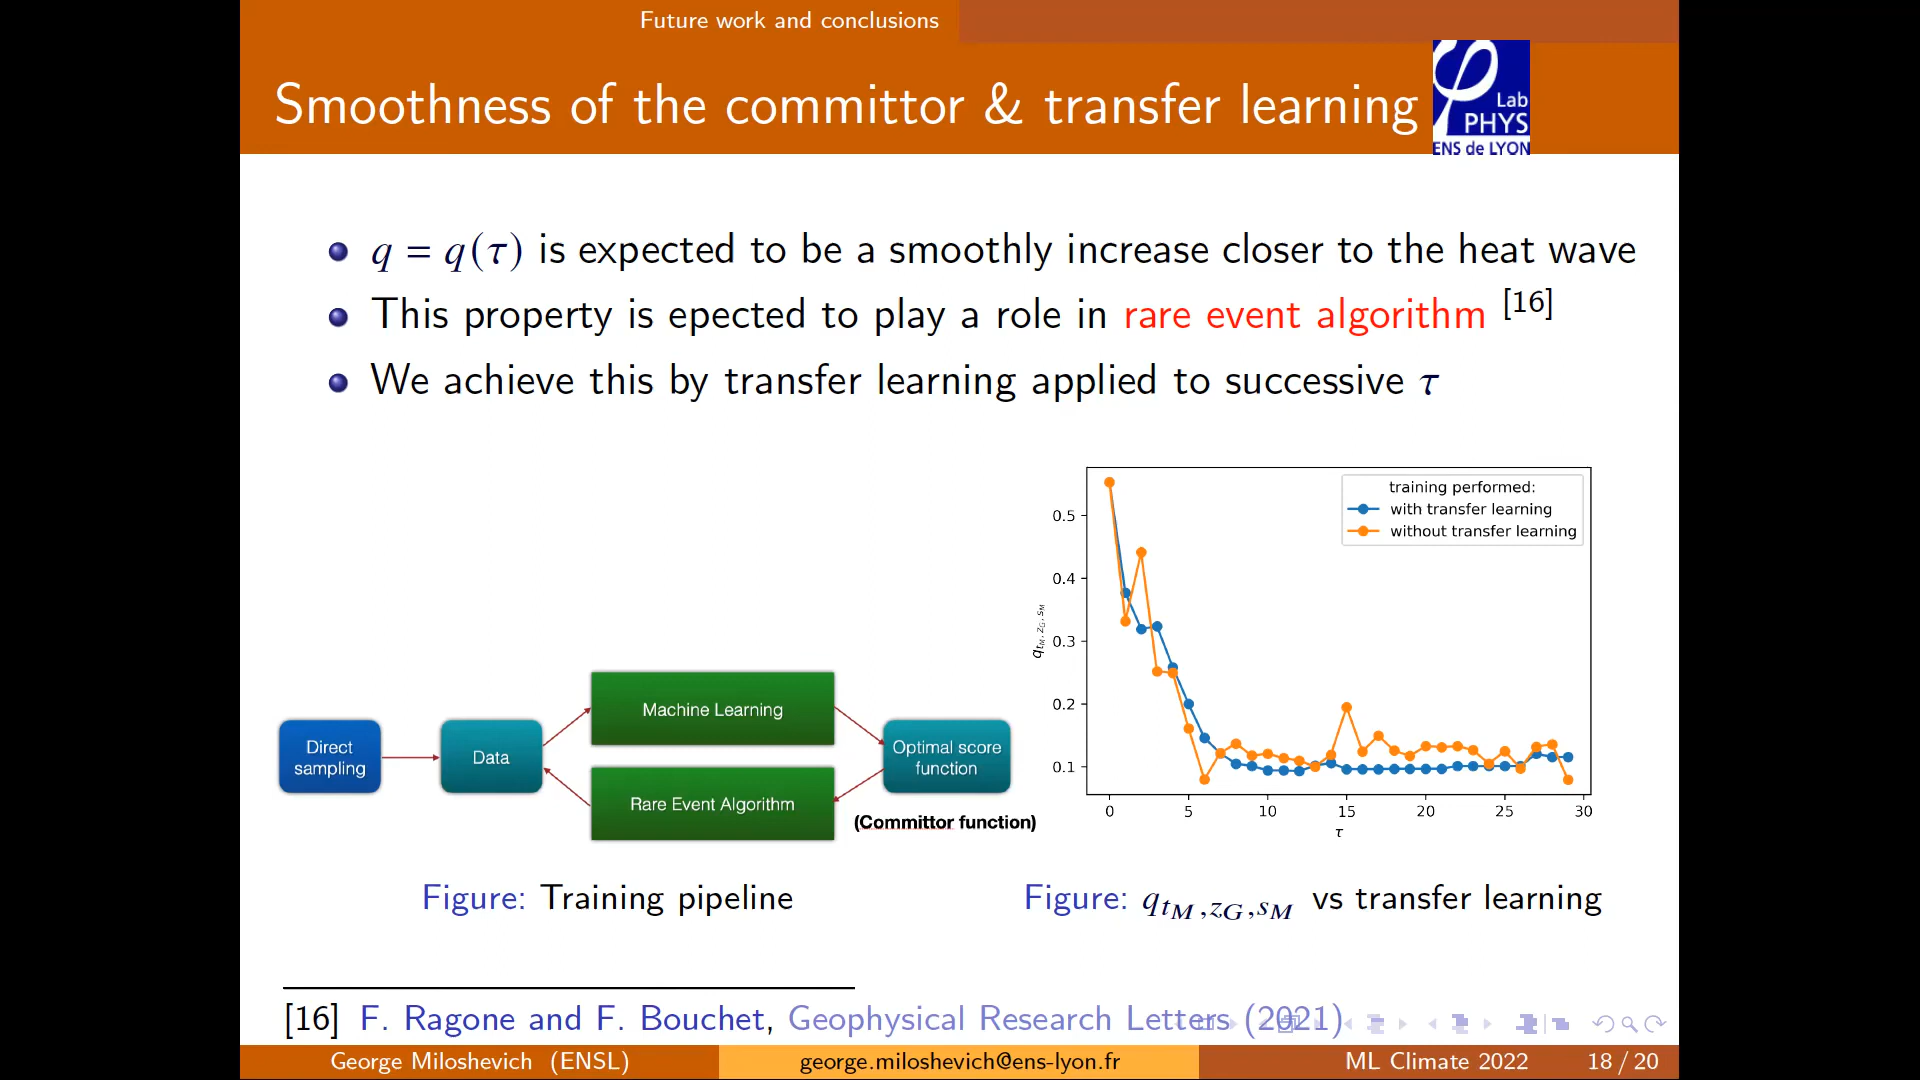 Future work and conclusions
Smoothness of the committor & transfer learning
Lab
PHYS
ENS de LYON
q = q(τ) is expected to be a smoothly increase closer to the heat wave
This property is epected to play a role in rare event algorithm [16]
We achieve this by transfer learning applied to successive τ
Direct
sampling
Data
Machine Learning
Rare Event Algorithm
Optimal score
function
(Committor function)
Figure: Training pipeline
training performed:
with transfer learning
without transfer learning
0.5
0.4
0.3
0.2
0.1
q_{t_M, z_G, s_M}
0 5 10 15 20 25 30
τ
Figure: q_{t_M, z_G, s_M} vs transfer learning
[16] F. Ragone and F. Bouchet, Geophysical Research Letters (2021)
George Miloshevich (ENSL) george.miloshevich@ens-lyon.fr ML Climate 2022 18 / 20